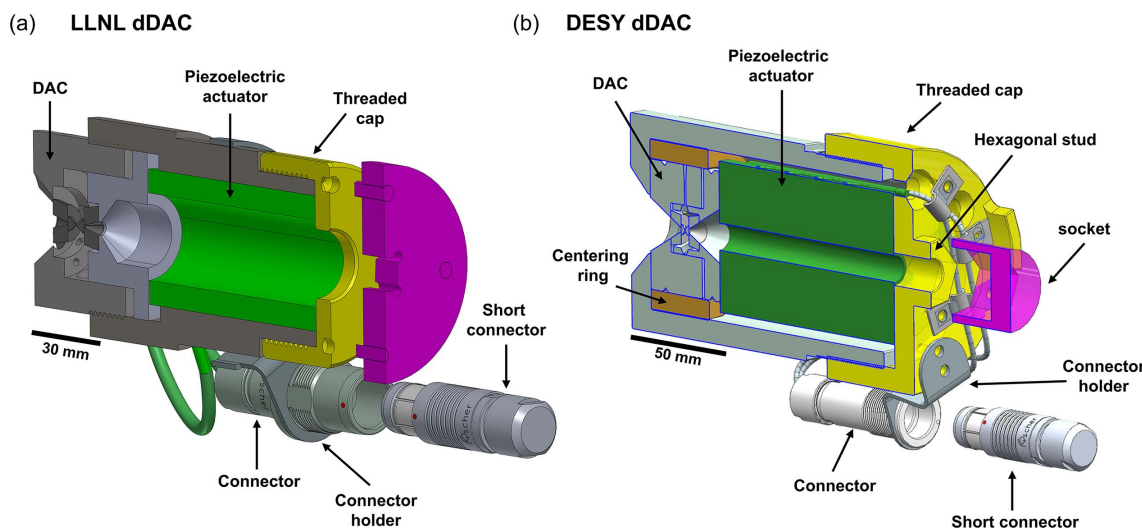 (a) LLNL dDAC
DAC
Piezoelectric
actuator
Threaded
cap
30 mm
Short
connector
Connector
Connector
holder
(b) DESY dDAC
Piezoelectric
actuator
DAC
Threaded cap
Hexagonal stud
socket
Centering
ring
50 mm
Connector
holder
Connector
Short connector